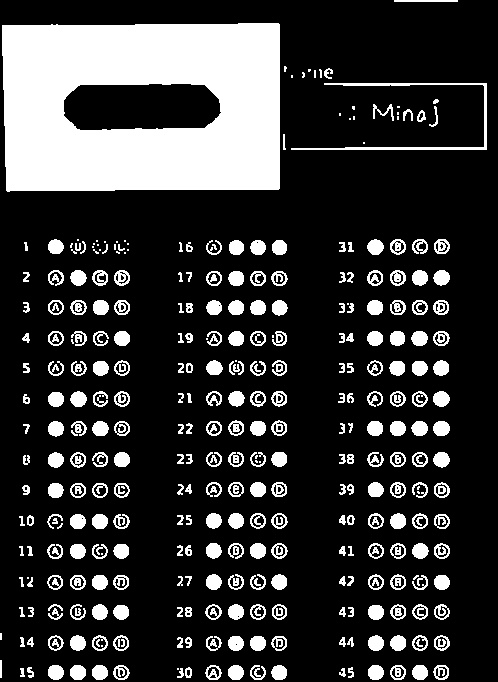 Minaj
1 16 Ⓐ 31 Ⓑ Ⓒ Ⓓ
2 Ⓐ Ⓒ Ⓓ 17 Ⓐ Ⓒ Ⓓ 32 Ⓐ Ⓑ
3 Ⓐ Ⓑ Ⓓ 18 33 Ⓑ Ⓒ Ⓓ
4 Ⓐ Ⓑ Ⓒ 19 Ⓐ Ⓒ Ⓓ 34 Ⓓ
5 Ⓐ Ⓑ Ⓓ 20 Ⓑ Ⓒ Ⓓ 35 Ⓐ
6 Ⓒ Ⓓ 21 Ⓐ Ⓒ Ⓓ 36 Ⓐ Ⓑ Ⓒ
7 Ⓑ Ⓓ 22 Ⓐ Ⓑ Ⓓ 37
8 Ⓑ Ⓒ 23 Ⓐ Ⓑ Ⓒ 38 Ⓐ Ⓑ Ⓒ
9 Ⓑ Ⓒ Ⓓ 24 Ⓐ Ⓑ Ⓓ 39 Ⓑ Ⓒ Ⓓ
10 Ⓐ Ⓓ 25 Ⓒ Ⓓ 40 Ⓐ Ⓒ Ⓓ
11 Ⓐ Ⓒ 26 Ⓑ Ⓓ 41 Ⓐ Ⓑ Ⓓ
12 Ⓐ Ⓑ Ⓓ 27 Ⓑ Ⓒ 42 Ⓐ Ⓑ Ⓒ
13 Ⓐ Ⓑ 28 Ⓐ Ⓒ Ⓓ 43 Ⓑ Ⓒ Ⓓ
14 Ⓐ Ⓒ Ⓓ 29 Ⓐ Ⓓ 44 Ⓒ Ⓓ
15 Ⓓ 30 Ⓐ Ⓒ 45 Ⓑ Ⓓ